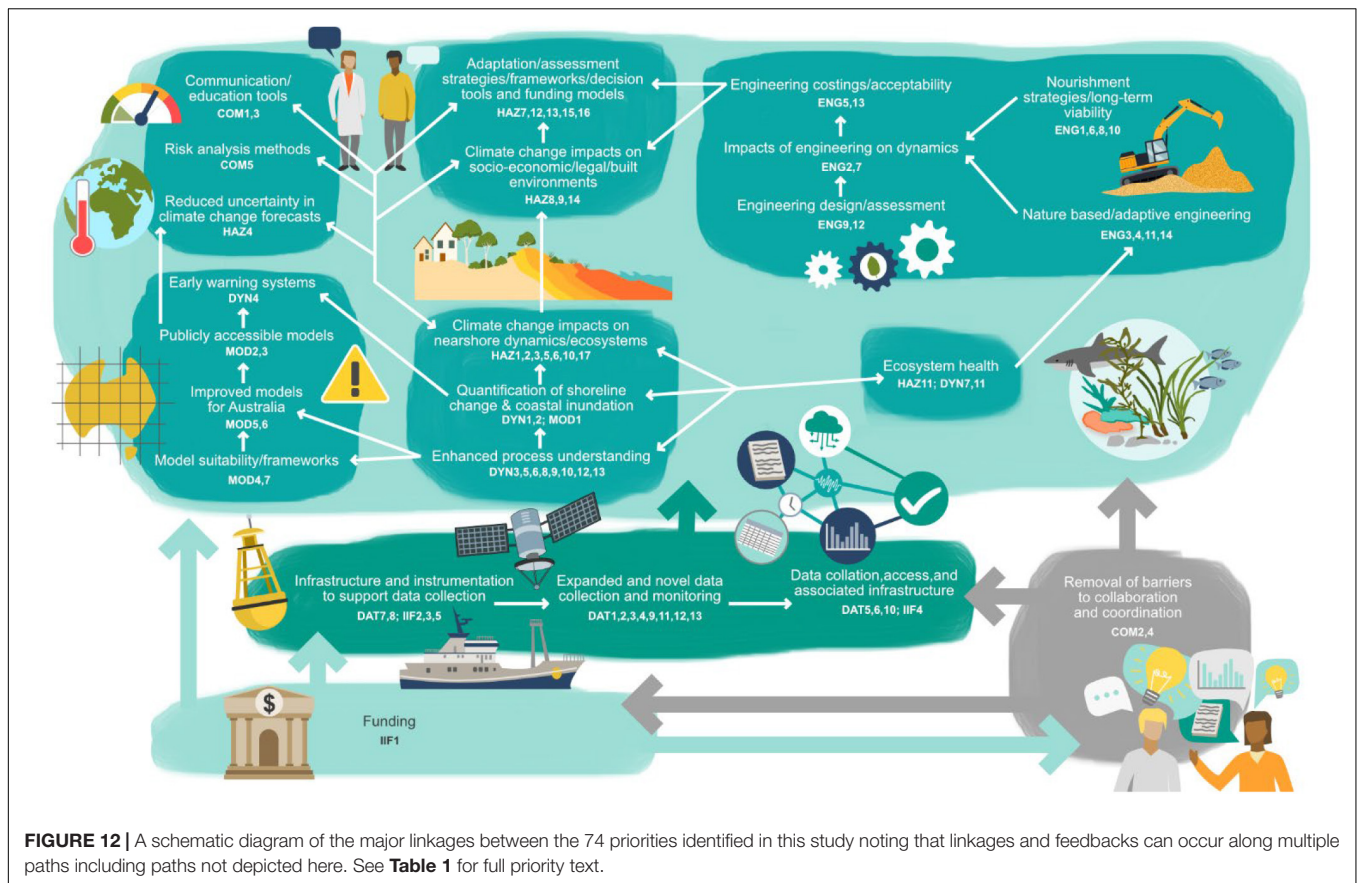 Communication/
education tools
COM1,3
Risk analysis methods
COM5
Reduced uncertainty in
climate change forecasts
HAZ4
Early warning systems
DYN4
Publicly accessible models
MOD2,3
Improved models
for Australia
MOD5,6
Model suitability/frameworks
MOD4,7
Adaptation/assessment
strategies/frameworks/decision
tools and funding models
HAZ7,12,13,15,16
Climate change impacts on
socio-economic/legal/built
environments
HAZ8,9,14
Climate change impacts on
nearshore dynamics/ecosystems
HAZ1,2,3,5,6,10,17
Quantification of shoreline
change & coastal inundation
DYN1,2; MOD1
Enhanced process understanding
DYN3,5,6,8,9,10,12,13
Engineering costings/acceptability
ENG5,13
Impacts of engineering on dynamics
ENG2,7
Engineering design/assessment
ENG9,12
Nourishment
strategies/long-term
viability
ENG1,6,8,10
Nature based/adaptive engineering
ENG3,4,11,14
Ecosystem health
HAZ11; DYN7,11
Infrastructure and instrumentation
to support data collection
DAT7,8; IIF2,3,5
Expanded and novel data
collection and monitoring
DAT1,2,3,4,9,11,12,13
Data collation,access,and
associated infrastructure
DAT5,6,10; IIF4
Removal of barriers
to collaboration
and coordination
COM2,4
$
Funding
IIF1
FIGURE 12 | A schematic diagram of the major linkages between the 74 priorities identified in this study noting that linkages and feedbacks can occur along multiple
paths including paths not depicted here. See Table 1 for full priority text.